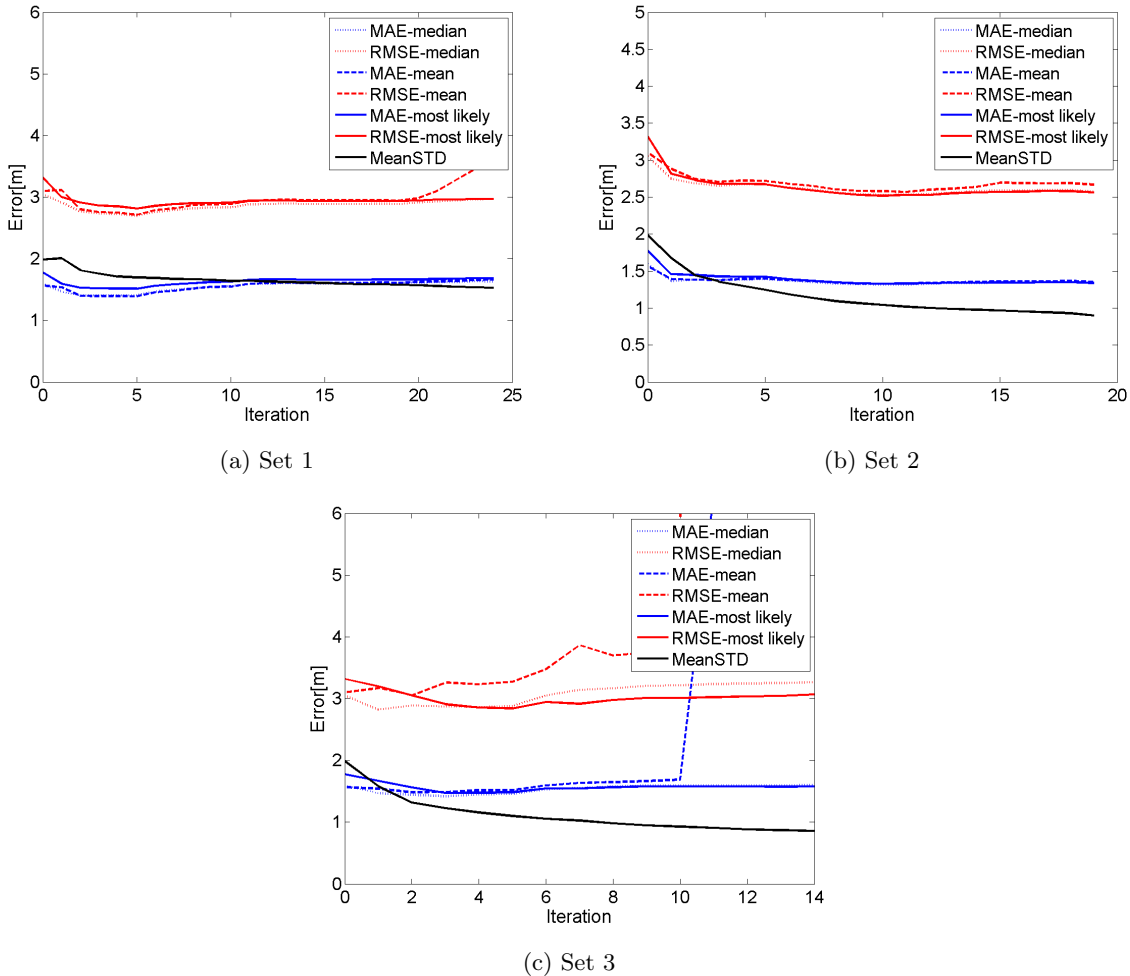 6
5
4
3
2
1
0
Error[m]
0
5
10
15
20
25
Iteration
MAE-median
RMSE-median
MAE-mean
RMSE-mean
MAE-most likely
RMSE-most likely
MeanSTD
(a) Set 1
5
4.5
4
3.5
3
2.5
2
1.5
1
0.5
0
Error[m]
0
5
10
15
20
Iteration
MAE-median
RMSE-median
MAE-mean
RMSE-mean
MAE-most likely
RMSE-most likely
MeanSTD
(b) Set 2
6
5
4
3
2
1
0
Error[m]
0
2
4
6
8
10
12
14
Iteration
MAE-median
RMSE-median
MAE-mean
RMSE-mean
MAE-most likely
RMSE-most likely
MeanSTD
(c) Set 3